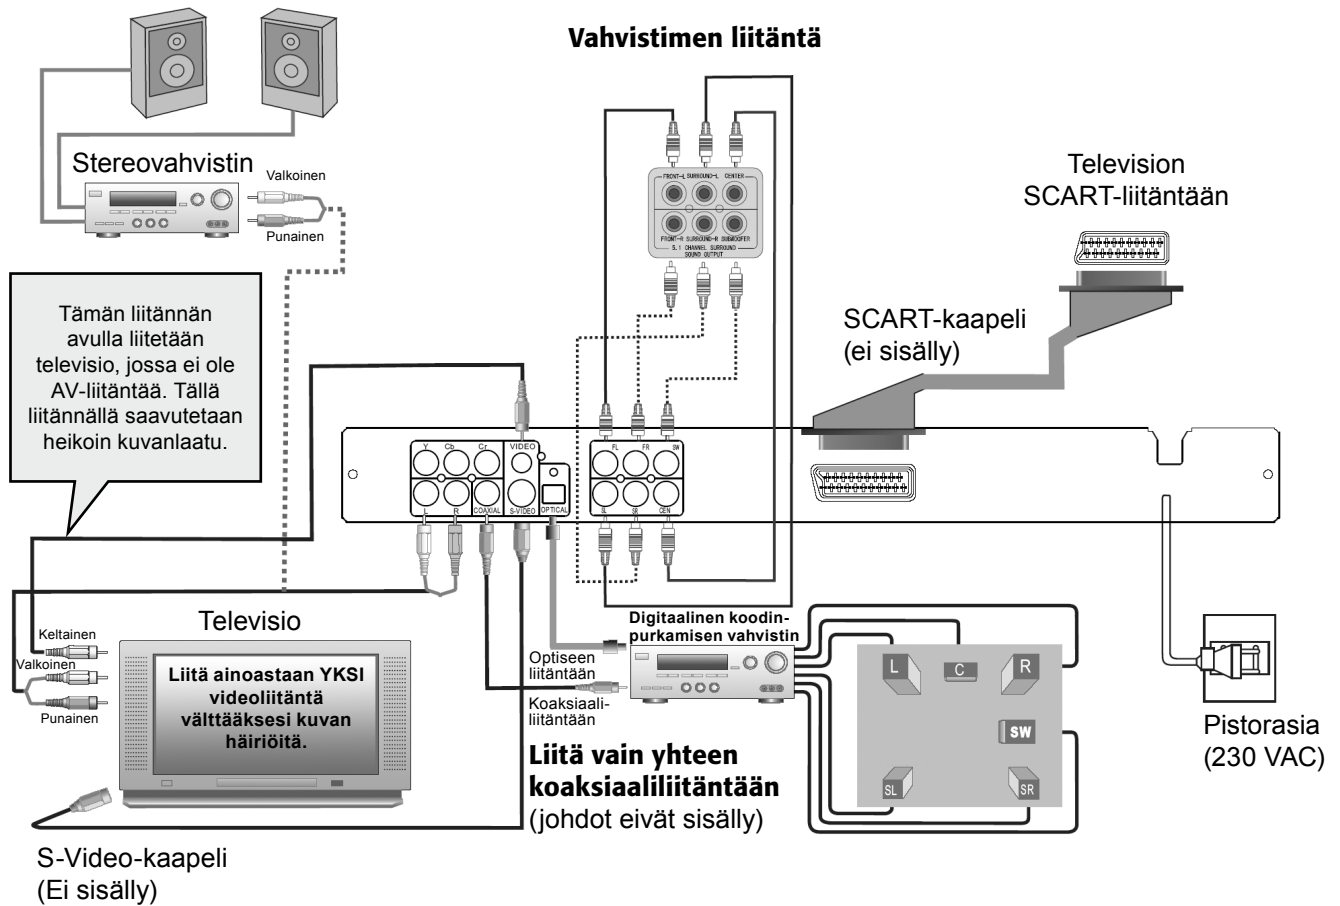 Vahvistimen liitäntä
Stereovahvistin
Valkoinen
Punainen
FRONT-L SURROUND-L CENTER
FRONT-R SURROUND-R SUBWOOFER
5.1 CHANNEL SURROUND
SOUND OUTPUT
Television
SCART-liitäntään
SCART-kaapeli
(ei sisälly)
Tämän liitännän
avulla liitetään
televisio, jossa ei ole
AV-liitäntää. Tällä
liitännällä saavutetaan
heikoin kuvanlaatu.
Y Cb Cr VIDEO
L R COAXIAL S-VIDEO OPTICAL
FL FR SW
SL SR CEN
Televisio
Keltainen
Valkoinen
Punainen
Liitä ainoastaan YKSI
videoliitäntä
välttääksesi kuvan
häiriöitä.
Digitaalinen koodin-
purkamisen vahvistin
Optiseen
liitäntään
Koaksiaali-
liitäntään
L C R
SW
SL SR
Pistorasia
(230 VAC)
Liitä vain yhteen
koaksiaaliliitäntään
(johdot eivät sisälly)
S-Video-kaapeli
(Ei sisälly)